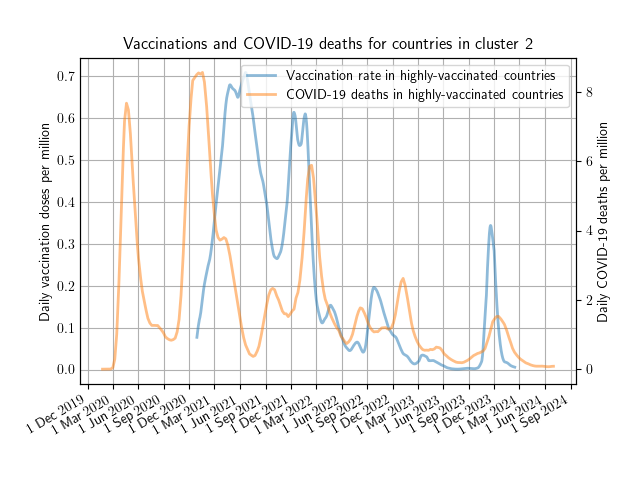 Vaccinations and COVID-19 deaths for countries in cluster 2
Vaccination rate in highly-vaccinated countries
COVID-19 deaths in highly-vaccinated countries
Daily vaccination doses per million
0.7
0.6
0.5
0.4
0.3
0.2
0.1
0.0
Daily COVID-19 deaths per million
8
6
4
2
0
1 Dec 2019
1 Mar 2020
1 Jun 2020
1 Sep 2020
1 Dec 2020
1 Mar 2021
1 Jun 2021
1 Sep 2021
1 Dec 2021
1 Mar 2022
1 Jun 2022
1 Sep 2022
1 Dec 2022
1 Mar 2023
1 Jun 2023
1 Sep 2023
1 Dec 2023
1 Mar 2024
1 Jun 2024
1 Sep 2024